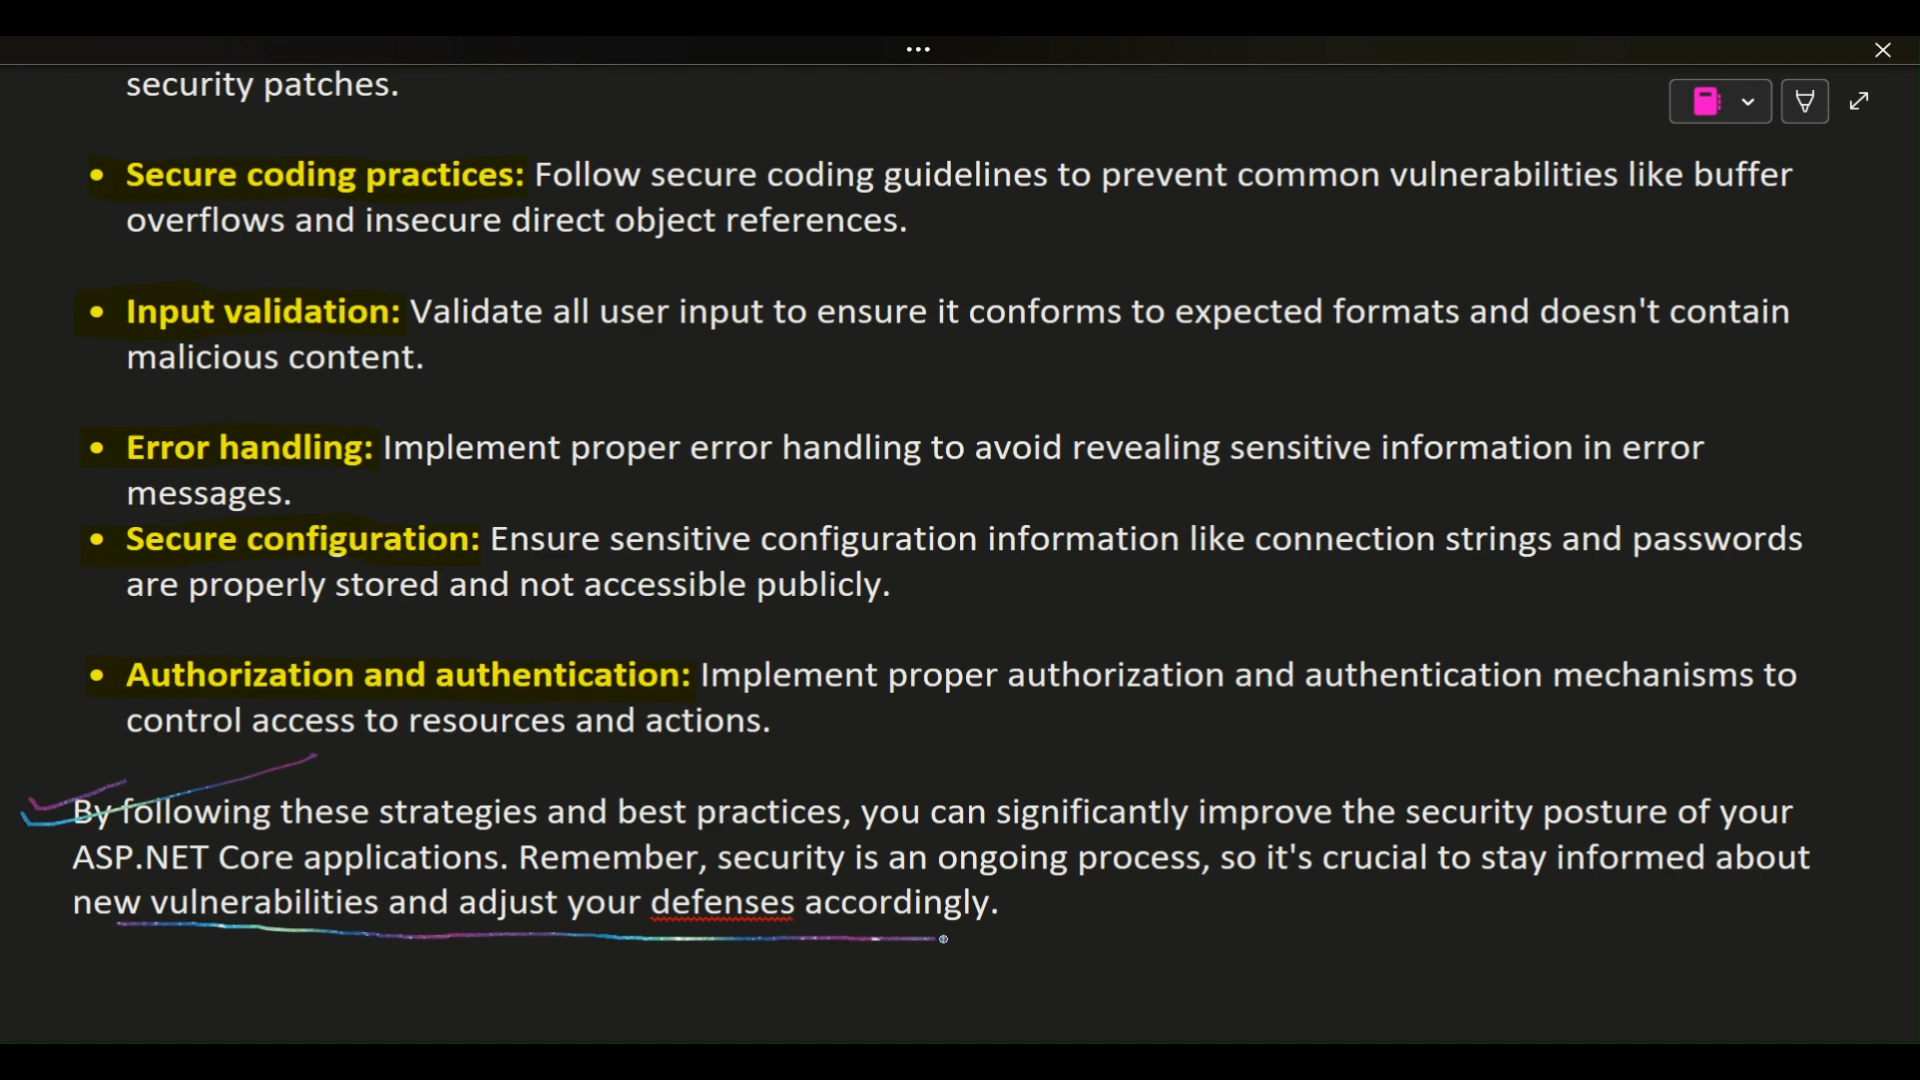 security patches.
• Secure coding practices: Follow secure coding guidelines to prevent common vulnerabilities like buffer
overflows and insecure direct object references.
• Input validation: Validate all user input to ensure it conforms to expected formats and doesn't contain
malicious content.
• Error handling: Implement proper error handling to avoid revealing sensitive information in error
messages.
• Secure configuration: Ensure sensitive configuration information like connection strings and passwords
are properly stored and not accessible publicly.
• Authorization and authentication: Implement proper authorization and authentication mechanisms to
control access to resources and actions.
By following these strategies and best practices, you can significantly improve the security posture of your
ASP.NET Core applications. Remember, security is an ongoing process, so it's crucial to stay informed about
new vulnerabilities and adjust your defenses accordingly.